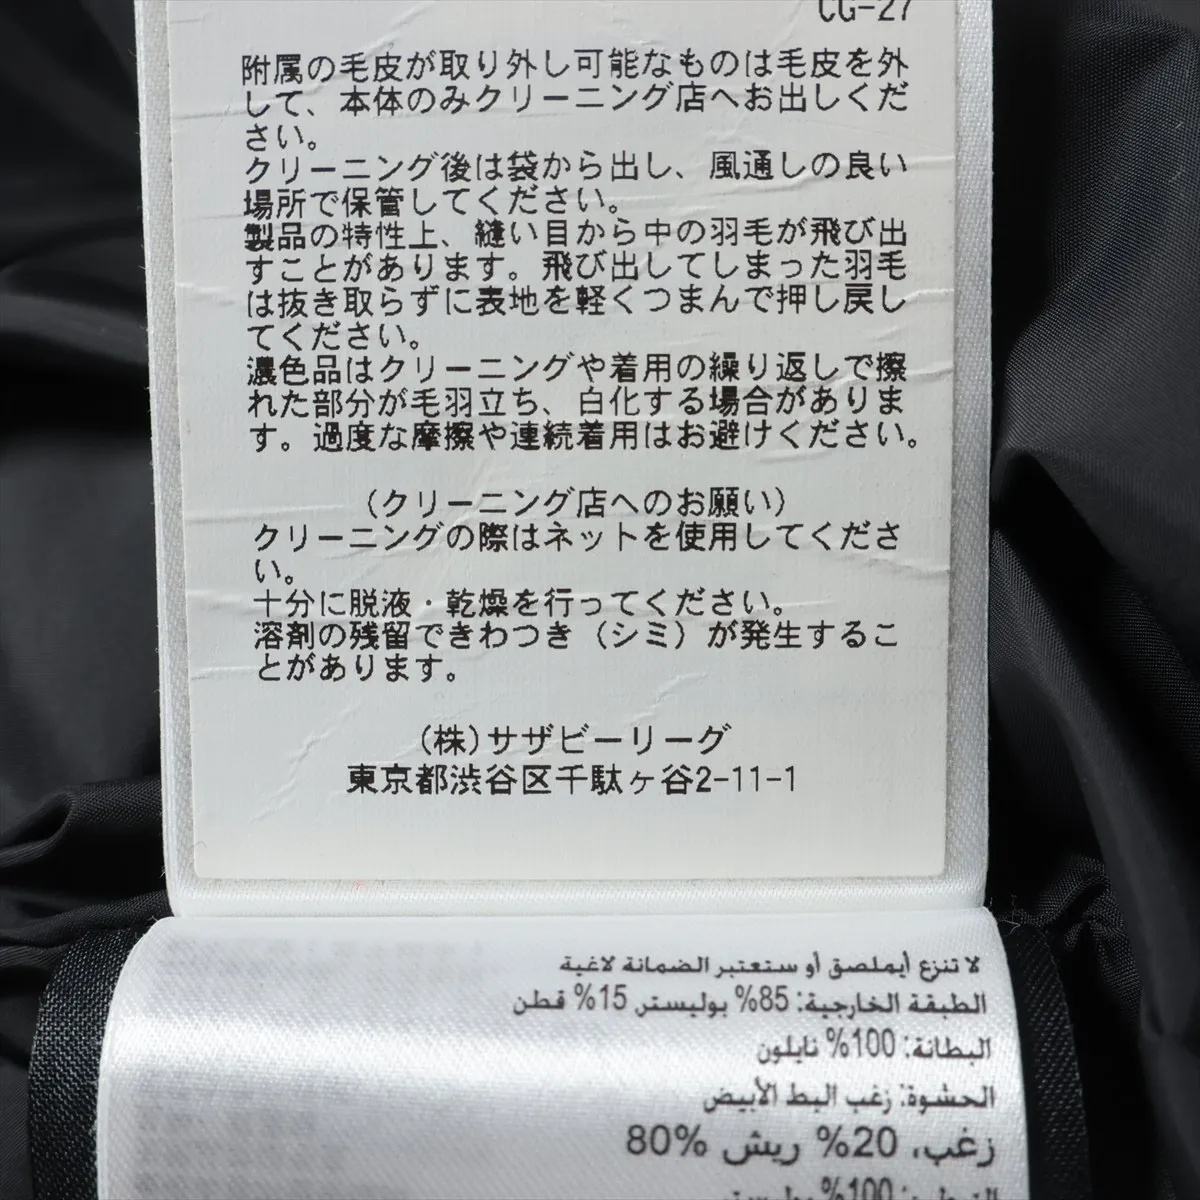 CG-27
附属の毛皮が取り外し可能なものは毛皮を外
して、本体のみクリーニング店へお出しくだ
さい。
クリーニング後は袋から出し、風通しの良い
場所で保管してください。
製品の特性上、縫い目から中の羽毛が飛び出
すことがあります。飛び出してしまった羽毛
は抜き取らずに表地を軽くつまんで押し戻し
てください。
濃色品はクリーニングや着用の繰り返しで擦
れた部分が毛羽立ち、白化する場合がありま
す。過度な摩擦や連続着用はお避けください。
（クリーニング店へのお願い）
クリーニングの際はネットを使用してくださ
い。
十分に脱液・乾燥を行ってください。
溶剤の残留できわつき（シミ）が発生するこ
とがあります。
(株)サザビーリーグ
東京都渋谷区千駄ヶ谷2-11-1
لا تنزع أيملصق أو ستعتبر الضمانة لاغية
الطبقة الخارجية: 85% بوليستر 15% قطن
البطانة: 100% نايلون
الحشوة: زغب البط الأبيض
80% زغب، 20% ريش
100% بوليستر